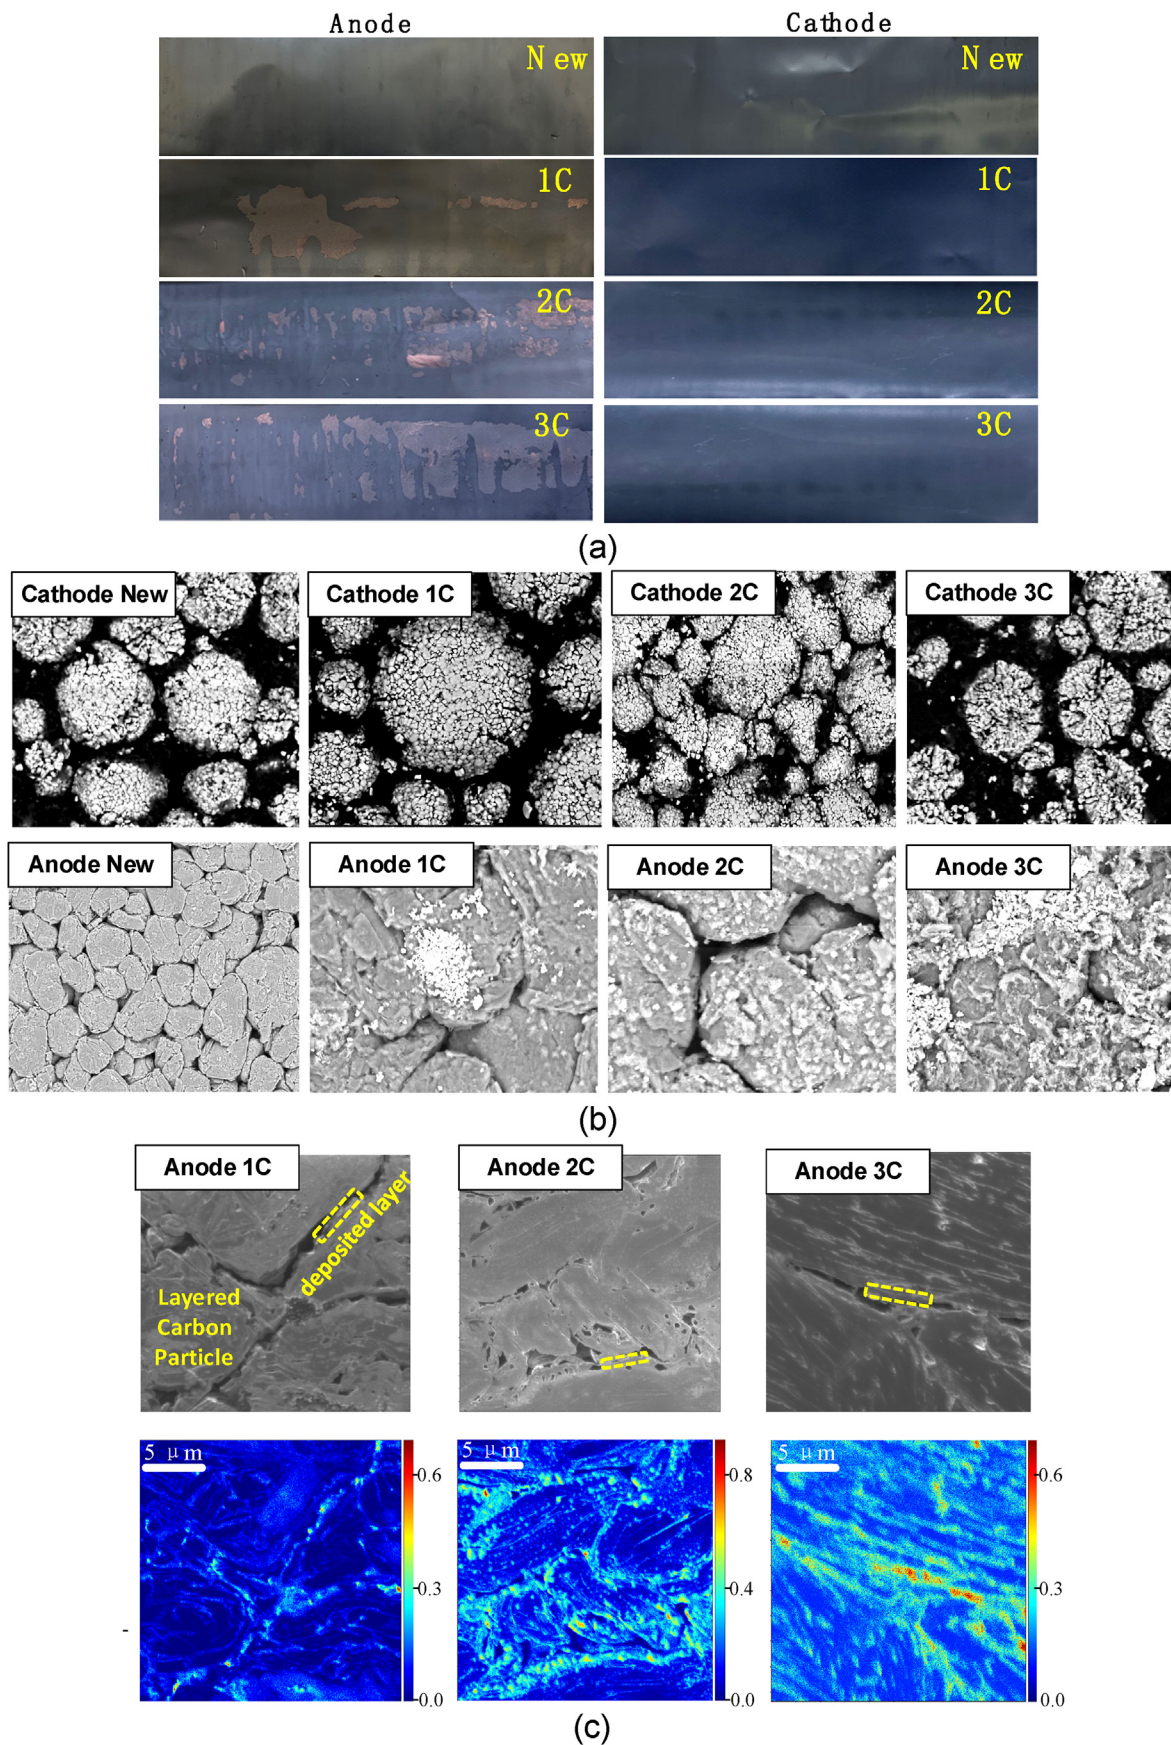 Anode Cathode
New New
1C 1C
2C 2C
3C 3C
(a)
Cathode New Cathode 1C Cathode 2C Cathode 3C
Anode New Anode 1C Anode 2C Anode 3C
(b)
Anode 1C Anode 2C Anode 3C
deposited layer
Layered
Carbon
Particle
5 μm 5 μm 5 μm
0.6 0.8 0.6
0.3 0.4 0.3
0.0 0.0 0.0
-
(c)